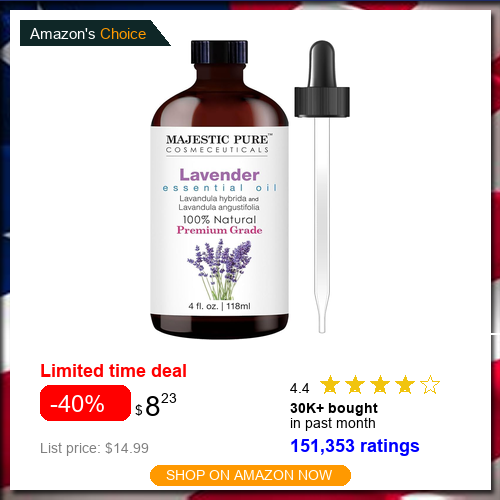 Amazon's Choice
MAJESTIC PURE™
COSMECEUTICALS
Lavender
essential oil
Lavandula hybrida and
Lavandula angustifolia
100% Natural
Premium Grade
4 fl. oz. | 118ml
Limited time deal
-40% $8 23
List price: $14.99
4.4
30K+ bought
in past month
151,353 ratings
SHOP ON AMAZON NOW